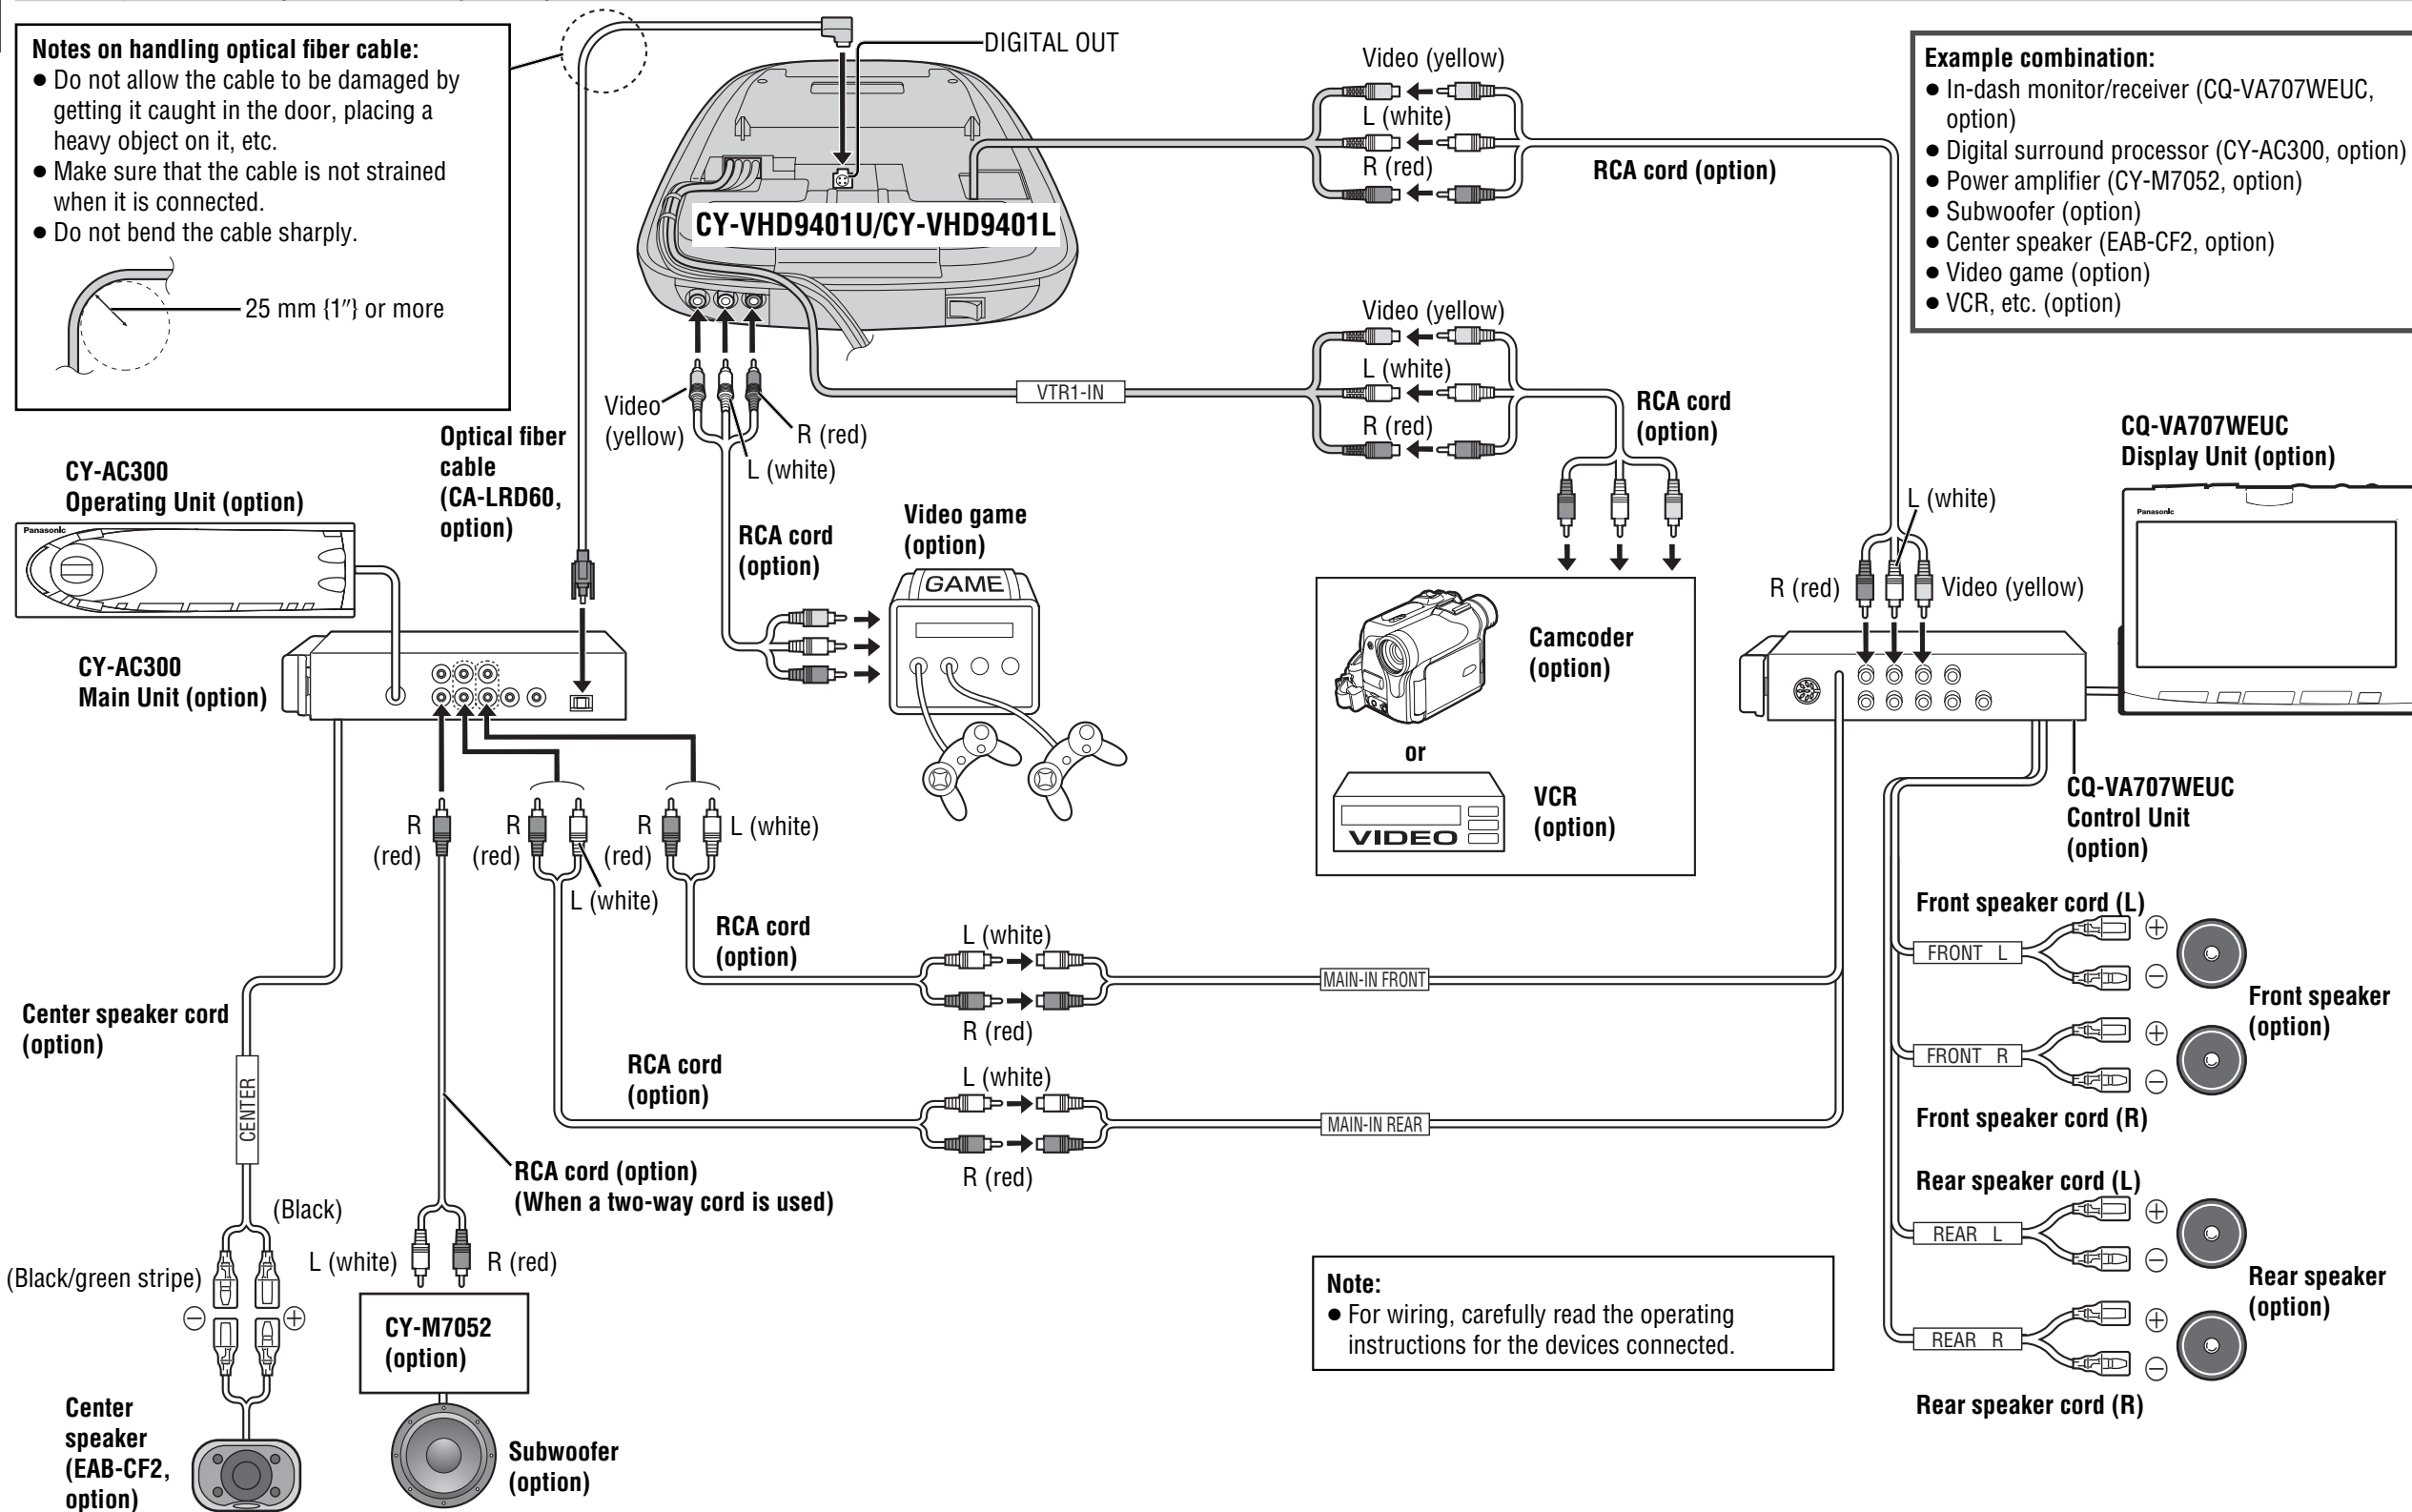 Notes on handling optical fiber cable:
● Do not allow the cable to be damaged by
getting it caught in the door, placing a
heavy object on it, etc.
● Make sure that the cable is not strained
when it is connected.
● Do not bend the cable sharply.
25 mm {1″} or more
DIGITAL OUT
CY-VHD9401U/CY-VHD9401L
Video (yellow)
L (white)
R (red)
RCA cord (option)
Example combination:
● In-dash monitor/receiver (CQ-VA707WEUC,
option)
● Digital surround processor (CY-AC300, option)
● Power amplifier (CY-M7052, option)
● Subwoofer (option)
● Center speaker (EAB-CF2, option)
● Video game (option)
● VCR, etc. (option)
Video (yellow)
L (white)
R (red)
VTR1-IN
RCA cord
(option)
Video
(yellow)
R (red)
L (white)
Optical fiber
cable
(CA-LRD60,
option)
CY-AC300
Operating Unit (option)
Panasonic
CY-AC300
Main Unit (option)
RCA cord
(option)
Video game
(option)
GAME
Camcoder
(option)
or
VCR
(option)
VIDEO
CQ-VA707WEUC
Display Unit (option)
Panasonic
L (white)
R (red)
Video (yellow)
CQ-VA707WEUC
Control Unit
(option)
R
(red)
R
(red)
L (white)
R
(red)
L (white)
RCA cord
(option)
L (white)
R (red)
MAIN-IN FRONT
RCA cord
(option)
L (white)
R (red)
MAIN-IN REAR
Center speaker cord
(option)
CENTER
(Black)
(Black/green stripe)
− +
Center
speaker
(EAB-CF2,
option)
RCA cord (option)
(When a two-way cord is used)
L (white)
R (red)
CY-M7052
(option)
Subwoofer
(option)
Note:
● For wiring, carefully read the operating
instructions for the devices connected.
Front speaker cord (L)
FRONT L
+
−
Front speaker
(option)
FRONT R
+
−
Front speaker cord (R)
Rear speaker cord (L)
REAR L
+
−
Rear speaker
(option)
REAR R
+
−
Rear speaker cord (R)